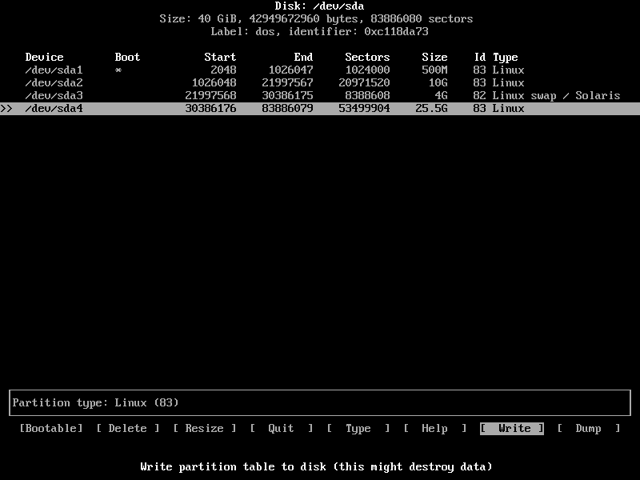 Disk: /dev/sda
Size: 40 GiB, 42949672960 bytes, 83886080 sectors
Label: dos, identifier: 0xc118da73
Device Boot Start End Sectors Size Id Type
/dev/sda1 * 2048 1026047 1024000 500M 83 Linux
/dev/sda2 1026048 21997567 20971520 10G 83 Linux
/dev/sda3 21997568 30386175 8388608 4G 82 Linux swap / Solaris
>> /dev/sda4 30386176 83886079 53499904 25.5G 83 Linux
Partition type: Linux (83)
[Bootable] [ Delete ] [ Resize ] [ Quit ] [ Type ] [ Help ] [ Write ] [ Dump ]
Write partition table to disk (this might destroy data)